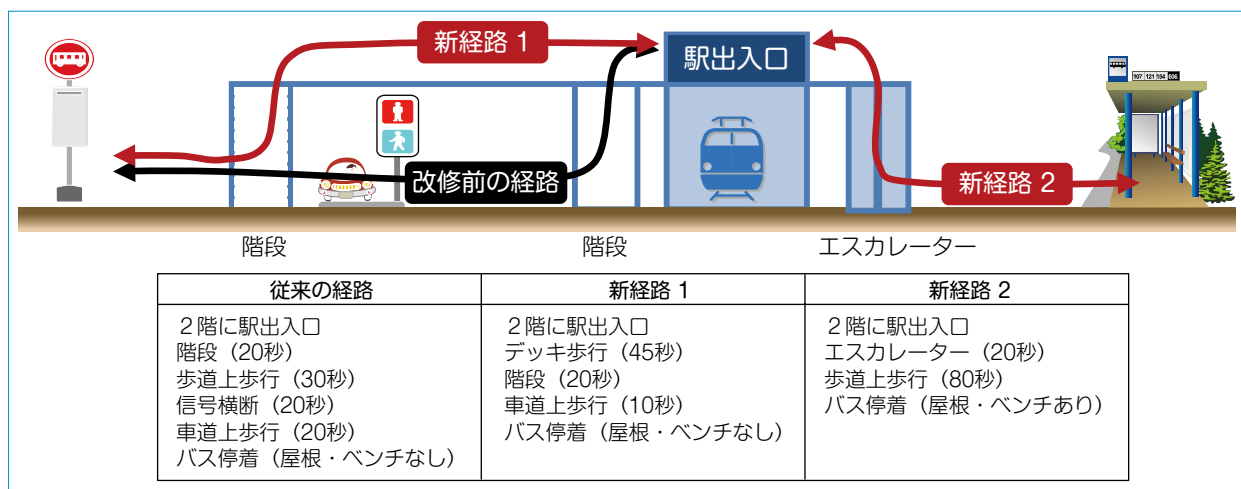 新経路 1
駅出入口
107 121 154 606
改修前の経路
新経路 2
階段
階段
エスカレーター
従来の経路
２階に駅出入口
階段（20秒）
歩道上歩行（30秒）
信号横断（20秒）
車道上歩行（20秒）
バス停着（屋根・ベンチなし）
新経路 1
２階に駅出入口
デッキ歩行（45秒）
階段（20秒）
車道上歩行（10秒）
バス停着（屋根・ベンチなし）
新経路 2
２階に駅出入口
エスカレーター（20秒）
歩道上歩行（80秒）
バス停着（屋根・ベンチあり）